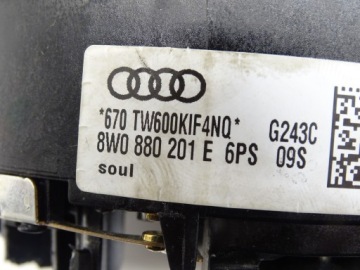 *670 TW600KIF4NQ* G243C
8W0 880 201 E 6PS 09S
soul